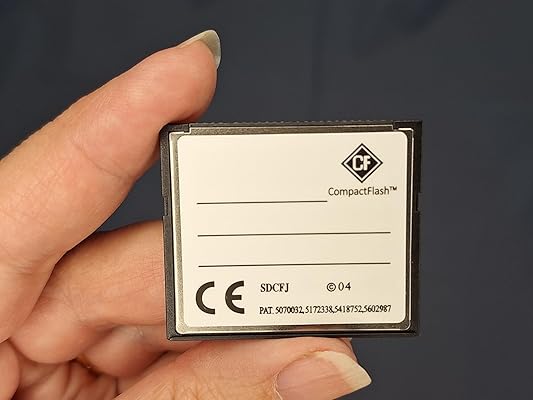 CF
CompactFlash™
CE SDCFJ ©04
PAT. 5070032,5172338,5418752,5602987